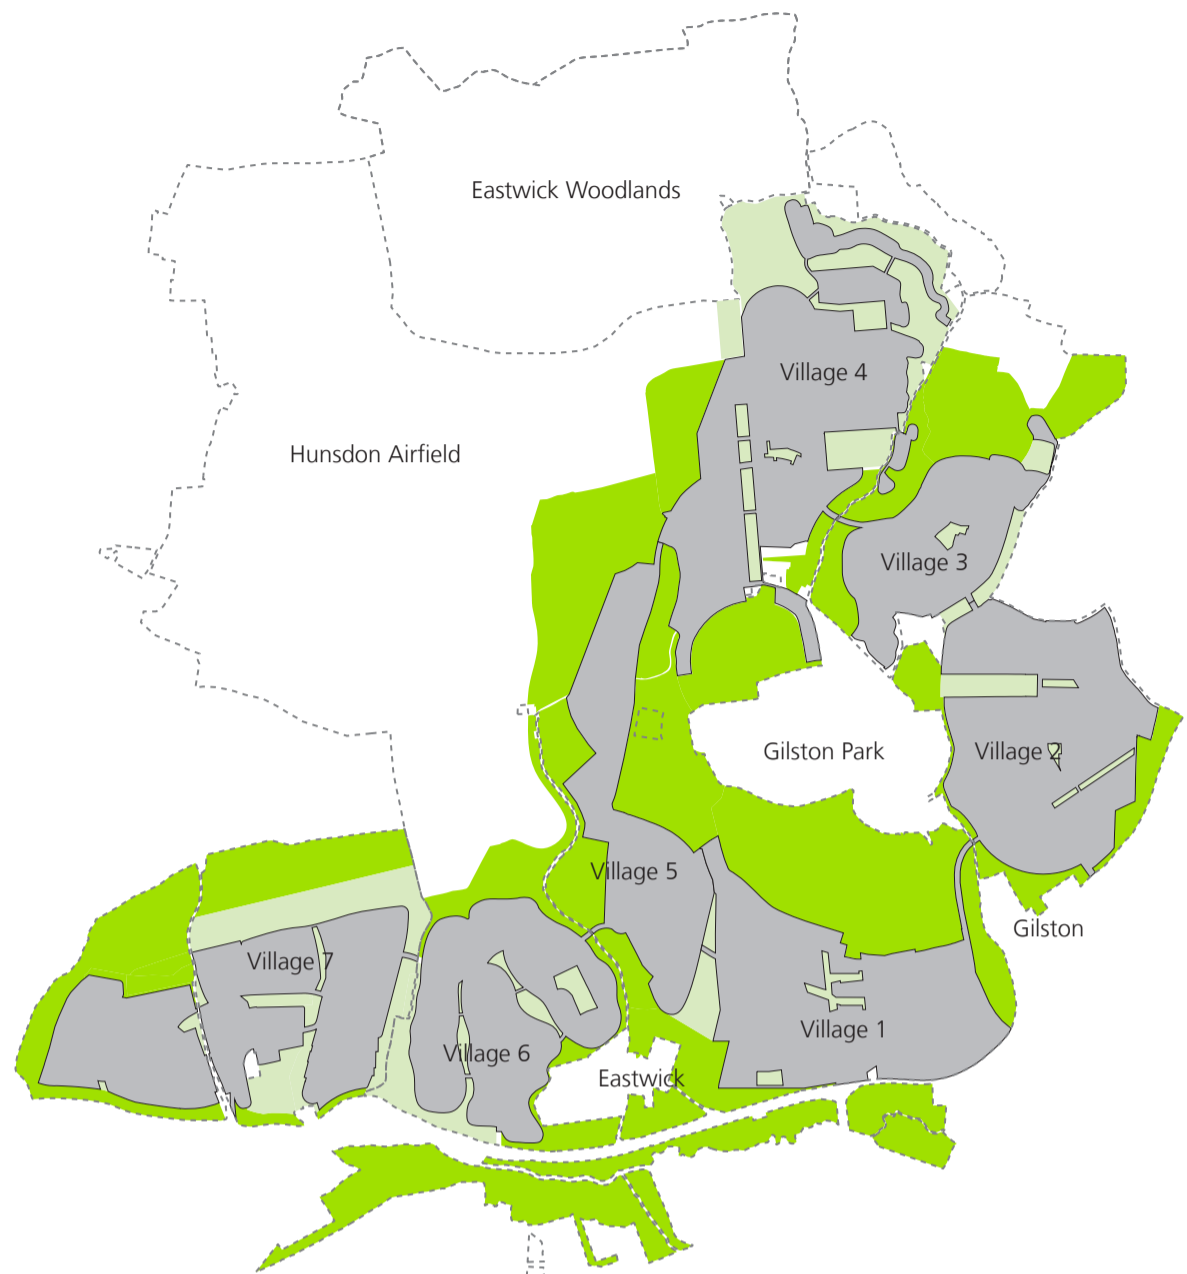 Eastwick Woodlands
Village 4
Hunsdon Airfield
Village 3
Gilston Park
Village 2
Village 5
Gilston
Village 7
Village 1
Village 6
Eastwick